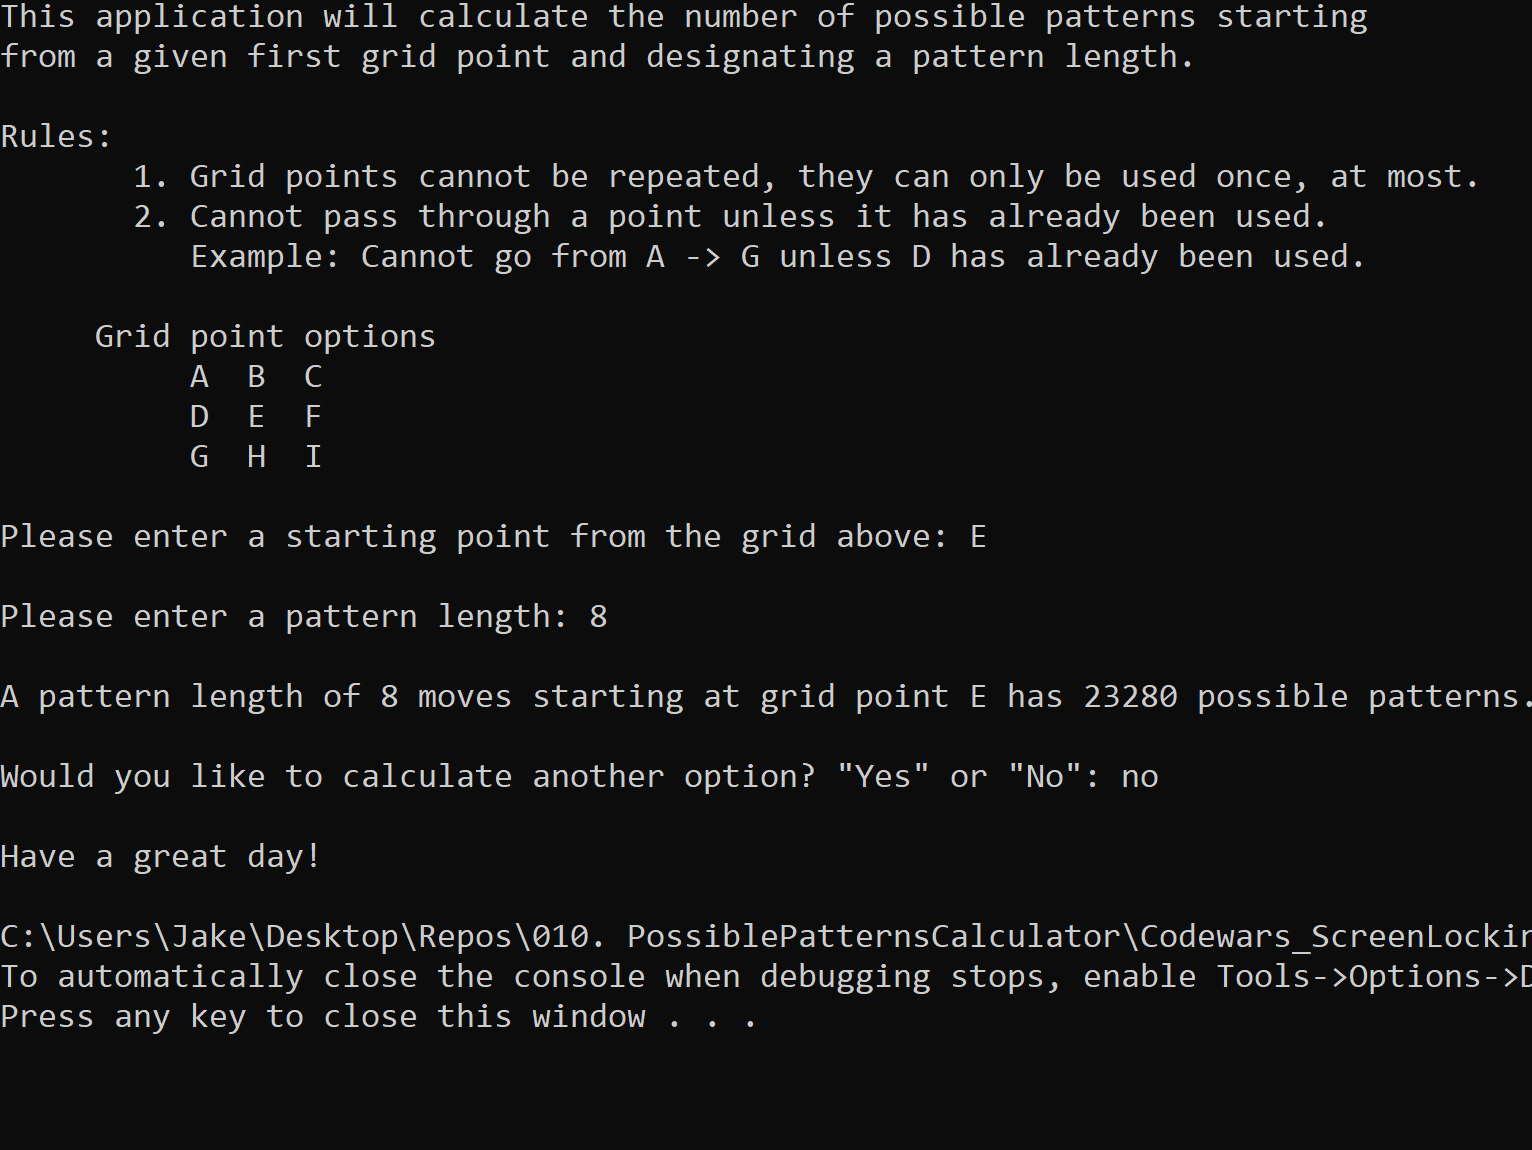 This application will calculate the number of possible patterns starting
from a given first grid point and designating a pattern length.
Rules:
1. Grid points cannot be repeated, they can only be used once, at most.
2. Cannot pass through a point unless it has already been used.
Example: Cannot go from A -> G unless D has already been used.
Grid point options
A B C
D E F
G H I
Please enter a starting point from the grid above: E
Please enter a pattern length: 8
A pattern length of 8 moves starting at grid point E has 23280 possible patterns.
Would you like to calculate another option? "Yes" or "No": no
Have a great day!
C:\Users\Jake\Desktop\Repos\010. PossiblePatternsCalculator\Codewars_ScreenLockin
To automatically close the console when debugging stops, enable Tools->Options->D
Press any key to close this window . . .